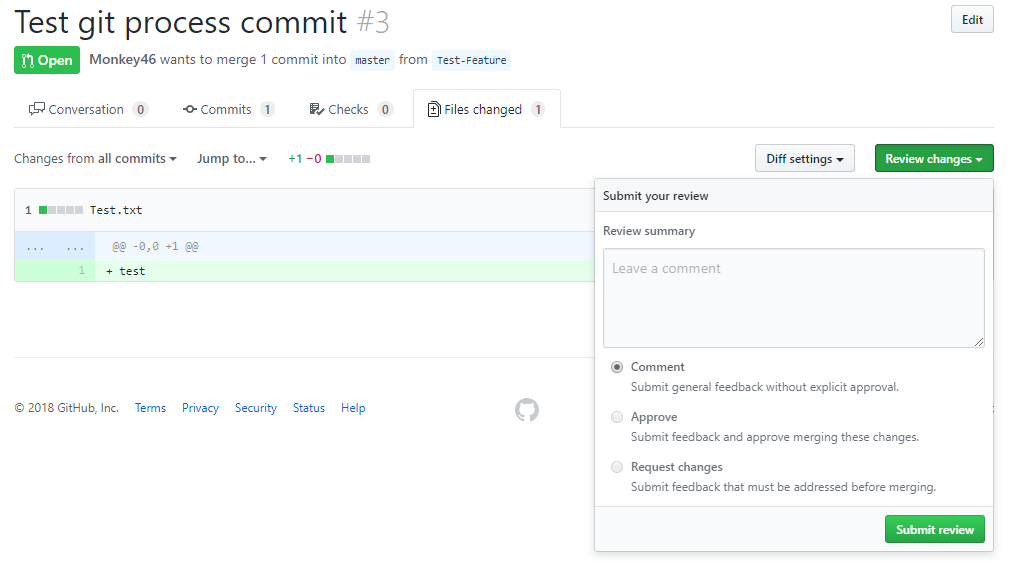 Test git process commit #3
Edit
Open Monkey46 wants to merge 1 commit into master from Test-Feature
Conversation 0 Commits 1 Checks 0 Files changed 1
Changes from all commits Jump to... +1 −0 Diff settings Review changes
Submit your review
1 Test.txt
Review summary
... ... @@ -0,0 +1 @@
Leave a comment
1 + test
Comment
Submit general feedback without explicit approval.
© 2018 GitHub, Inc. Terms Privacy Security Status Help
Approve
Submit feedback and approve merging these changes.
Request changes
Submit feedback that must be addressed before merging.
Submit review